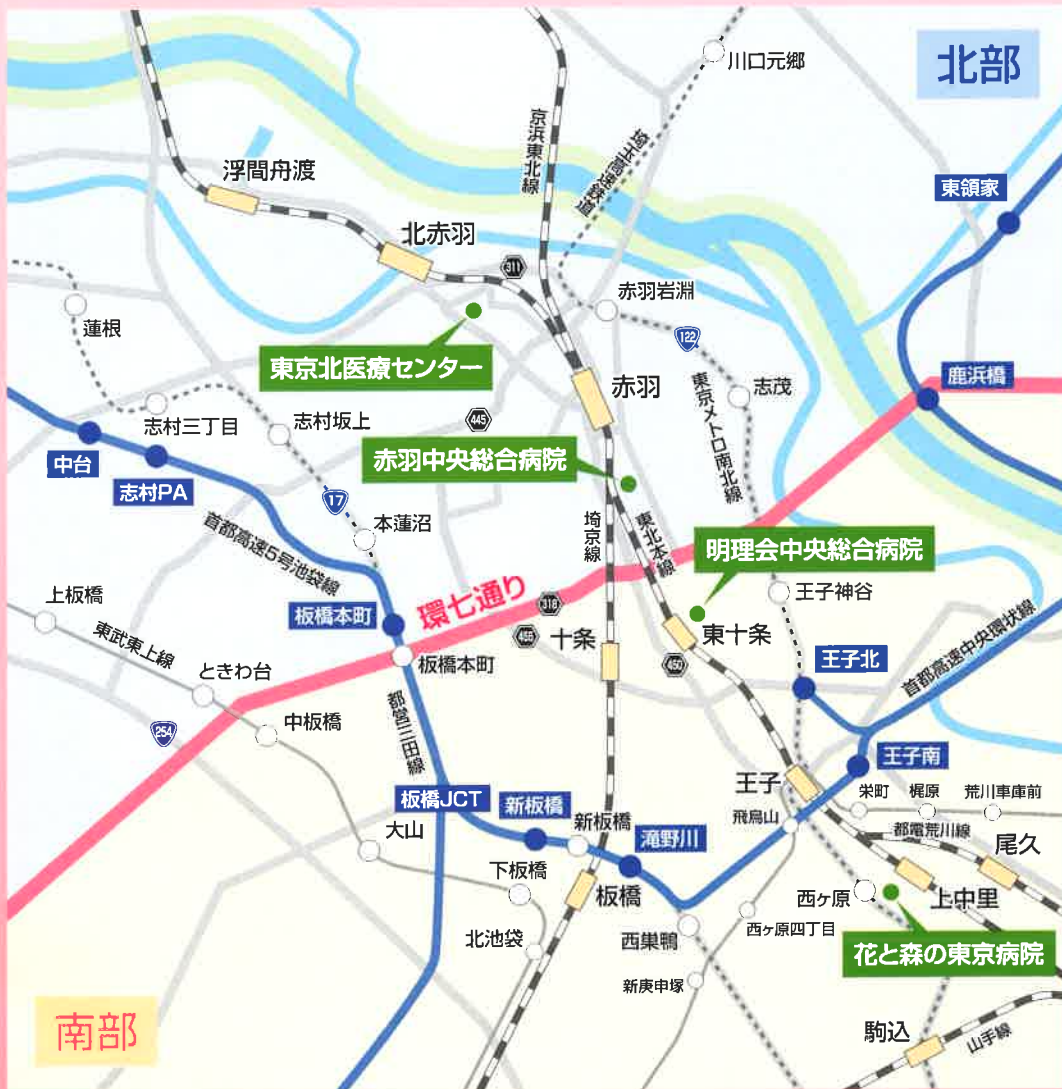 北部
川口元郷
京浜東北線
埼玉高速鉄道
浮間舟渡
東領家
北赤羽
311
赤羽岩淵
蓮根
122
東京北医療センター
赤羽
志茂
鹿浜橋
東京メトロ南北線
志村三丁目
志村坂上
445
中台
志村PA
赤羽中央総合病院
17
本蓮沼
首都高速5号池袋線
埼京線
東北本線
明理会中央総合病院
上板橋
板橋本町
環七通り
318
455
十条
東十条
450
王子神谷
東武東上線
板橋本町
ときわ台
王子北
首都高速中央環状線
254
中板橋
都営三田線
王子南
板橋JCT
新板橋
新板橋
王子
栄町
梶原
荒川車庫前
飛鳥山
都電荒川線
大山
滝野川
尾久
下板橋
板橋
西ヶ原
上中里
北池袋
西巣鴨
西ヶ原四丁目
花と森の東京病院
新庚申塚
南部
駒込
山手線